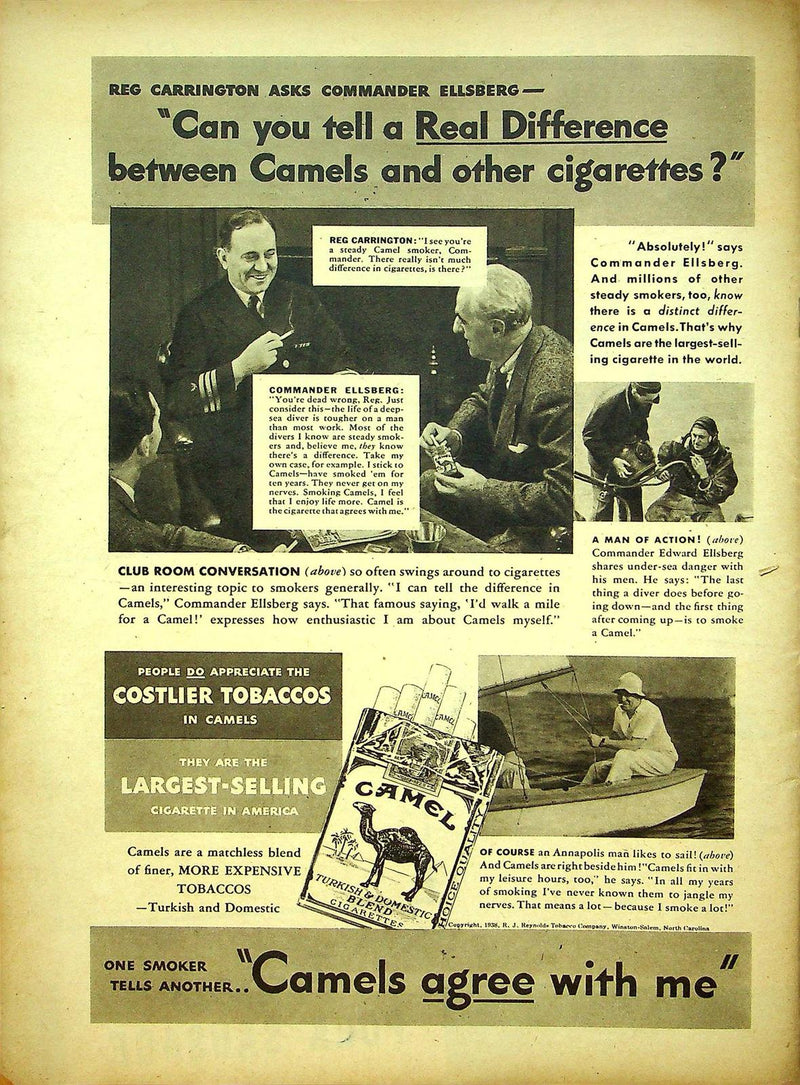 REG CARRINGTON ASKS COMMANDER ELLSBERG—
"Can you tell a Real Difference
between Camels and other cigarettes?"
REG CARRINGTON: "I see you're
a steady Camel smoker, Com-
mander. There really isn't much
difference in cigarettes, is there?"
COMMANDER ELLSBERG:
"You're dead wrong, Reg. Just
consider this—the life of a deep-
sea diver is tougher on a man
than most work. Most of the
divers I know are steady smok-
ers and, believe me, they know
there's a difference. Take my
own case, for example. I stick to
Camels—have smoked 'em for
ten years. They never get on my
nerves. Smoking Camels, I feel
that I enjoy life more. Camel is
the cigarette that agrees with me."
"Absolutely!" says
Commander Ellsberg.
And millions of other
steady smokers, too, know
there is a distinct differ-
ence in Camels. That's why
Camels are the largest-sell-
ing cigarette in the world.
A MAN OF ACTION! (above)
Commander Edward Ellsberg
shares under-sea danger with
his men. He says: "The last
thing a diver does before go-
ing down—and the first thing
after coming up—is to smoke
a Camel."
CLUB ROOM CONVERSATION (above) so often swings around to cigarettes
—an interesting topic to smokers generally. "I can tell the difference in
Camels," Commander Ellsberg says. "That famous saying, 'I'd walk a mile
for a Camel!' expresses how enthusiastic I am about Camels myself."
PEOPLE DO APPRECIATE THE
COSTLIER TOBACCOS
IN CAMELS
THEY ARE THE
LARGEST-SELLING
CIGARETTE IN AMERICA
Camels are a matchless blend
of finer, MORE EXPENSIVE
TOBACCOS
—Turkish and Domestic
CAMEL
CAMEL
CAMEL
CAMEL
TURKISH & DOMESTIC
BLEND
CIGARETTES
CHOICE QUALITY
OF COURSE an Annapolis man likes to sail! (above)
And Camels are right beside him! "Camels fit in with
my leisure hours, too," he says. "In all my years
of smoking I've never known them to jangle my
nerves. That means a lot—because I smoke a lot!"
Copyright, 1938, R. J. Reynolds Tobacco Company, Winston-Salem, North Carolina
ONE SMOKER
TELLS ANOTHER..
"Camels agree with me"